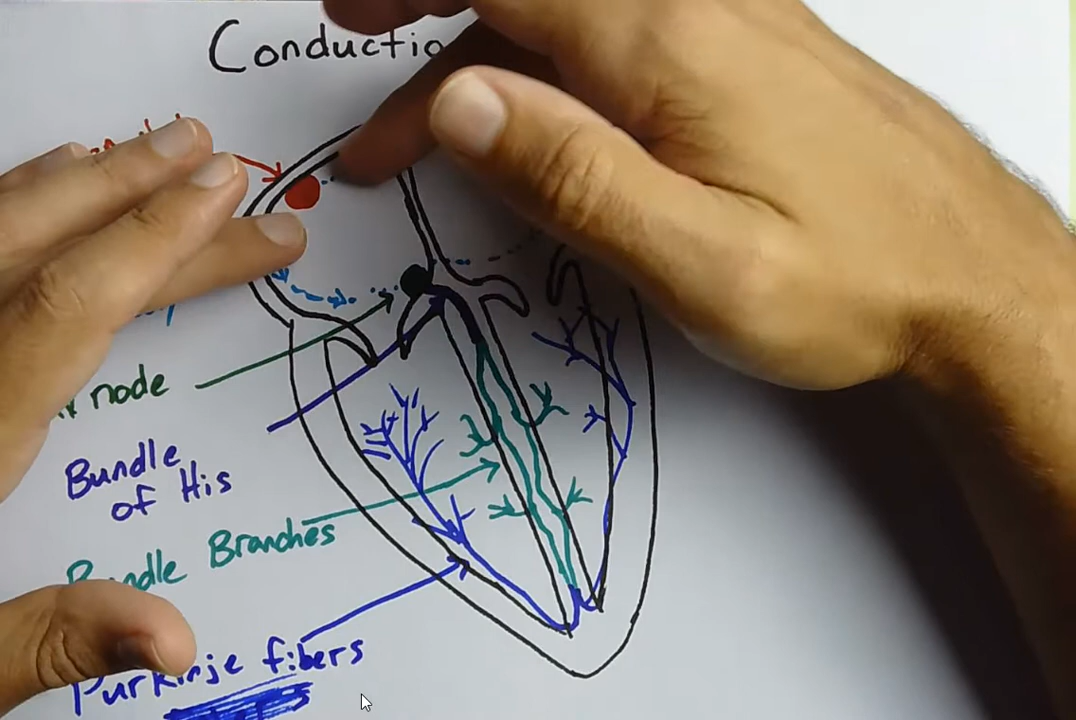 Conductio
node
Bundle
of His
Bundle Branches
Purkinje fibers